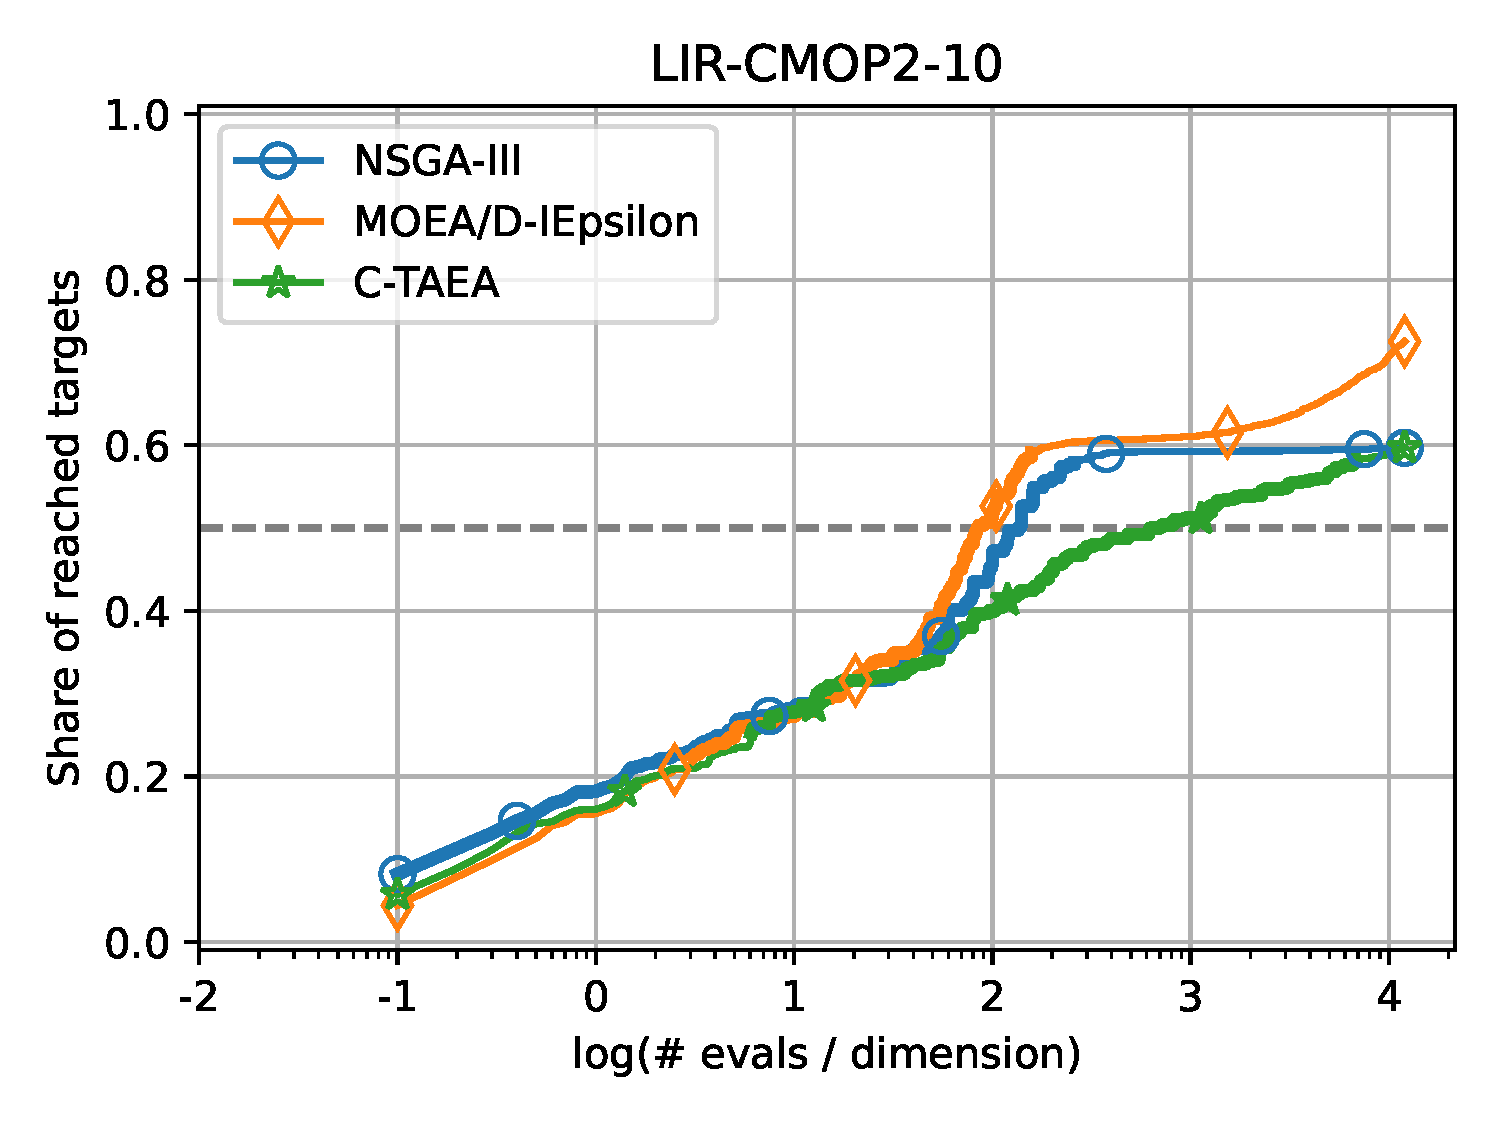 LIR-CMOP2-10
1.0
0.8
0.6
0.4
0.2
0.0
Share of reached targets
NSGA-III
MOEA/D-IEpsilon
C-TAEA
-2 -1 0 1 2 3 4
log(# evals / dimension)